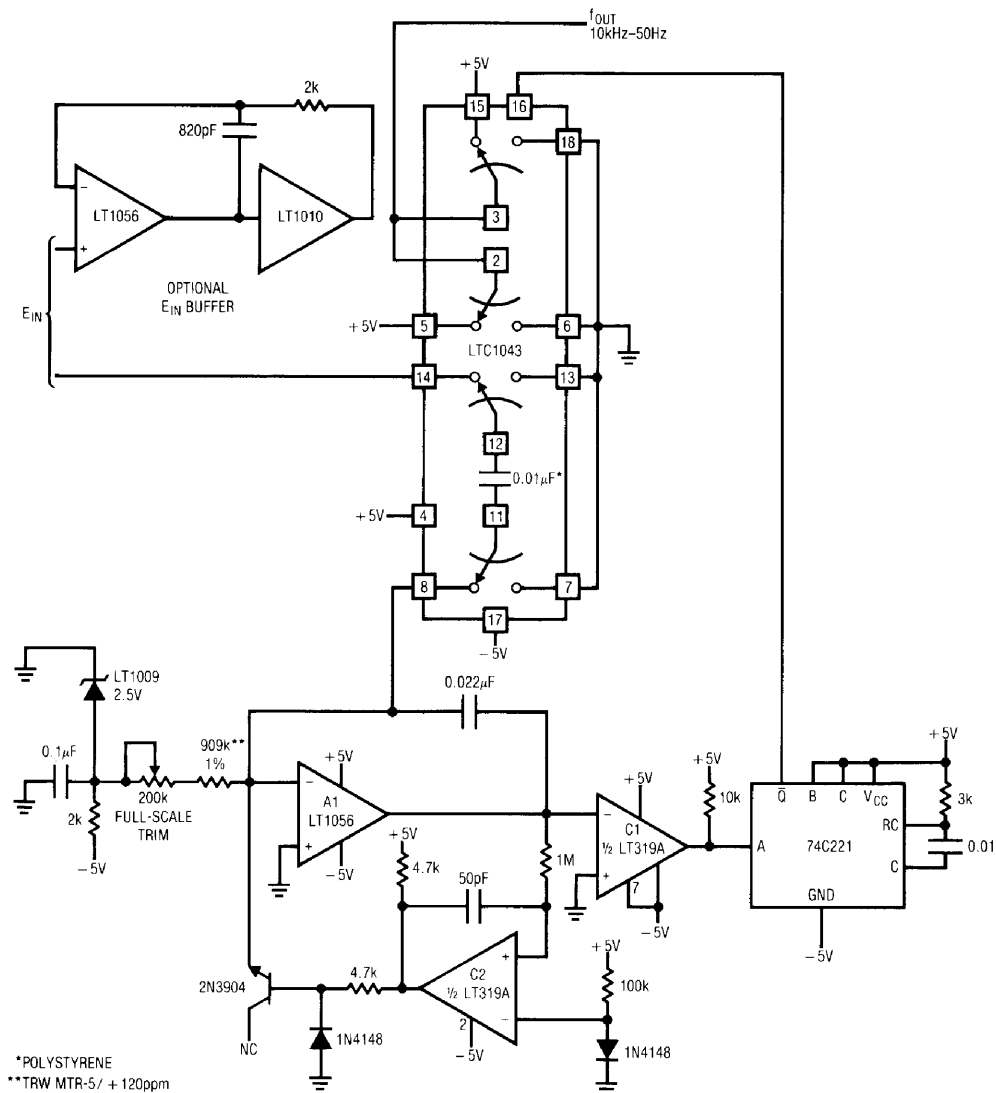 fOUT
10kHz–50Hz
+5V
15
16
2k
820pF
18
−
LT1056
+
LT1010
3
2
OPTIONAL
EIN BUFFER
EIN
+5V
5
6
LTC1043
14
13
12
0.01μF*
+5V
4
11
8
7
17
−5V
LT1009
2.5V
0.022μF
0.1μF
909k**
1%
200k
FULL-SCALE
TRIM
2k
−5V
−
+5V
A1
LT1056
+
−5V
+5V
4.7k
50pF
1M
−
+5V
C1
½ LT319A
+
7
−5V
+5V
10k
Q̅
B
C
VCC
+5V
3k
RC
A
74C221
0.01
C
GND
−5V
2N3904
NC
4.7k
1N4148
+
C2
½ LT319A
−
2
−5V
+5V
100k
1N4148
*POLYSTYRENE
**TRW MTR-5/ +120ppm